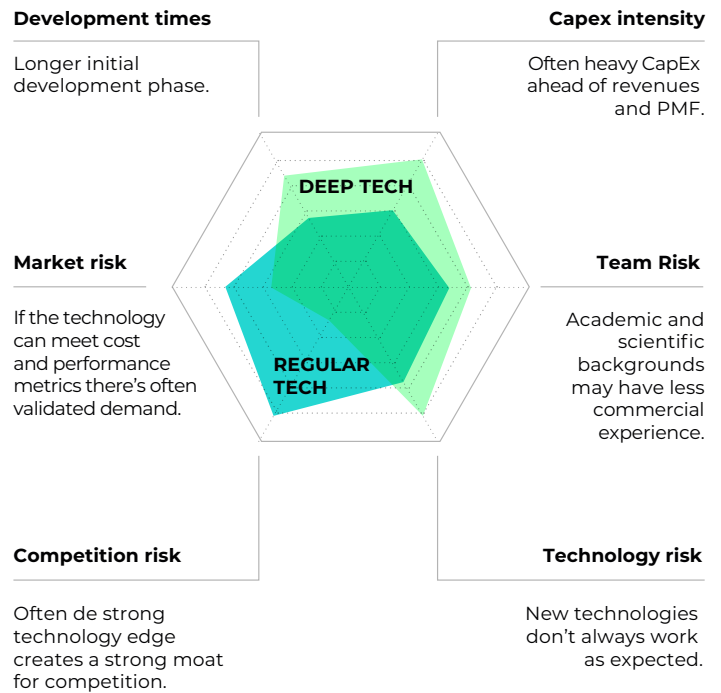 Development times
Longer initial
development phase.
Capex intensity
Often heavy CapEx
ahead of revenues
and PMF.
DEEP TECH
Market risk
If the technology
can meet cost
and performance
metrics there's often
validated demand.
Team Risk
Academic and
scientific
backgrounds
may have less
commercial
experience.
REGULAR
TECH
Competition risk
Often de strong
technology edge
creates a strong moat
for competition.
Technology risk
New technologies
don't always work
as expected.